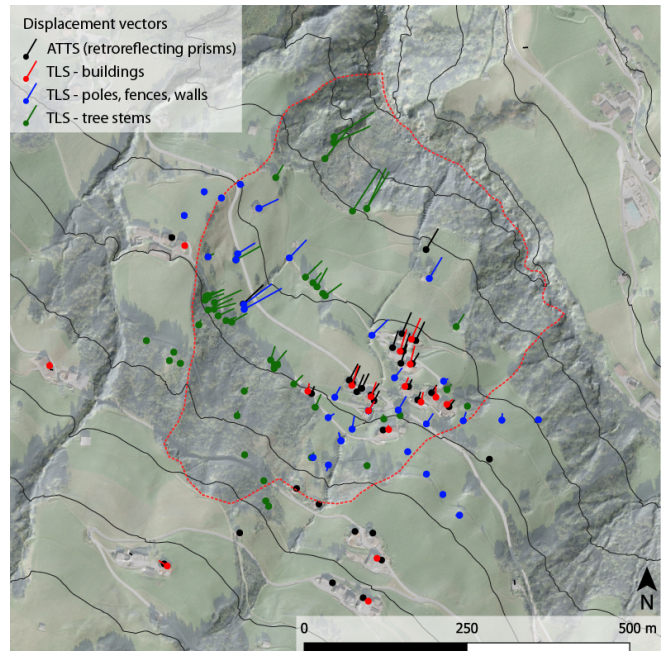 Displacement vectors
ATTS (retroreflecting prisms)
TLS - buildings
TLS - poles, fences, walls
TLS - tree stems
N
0 250 500 m